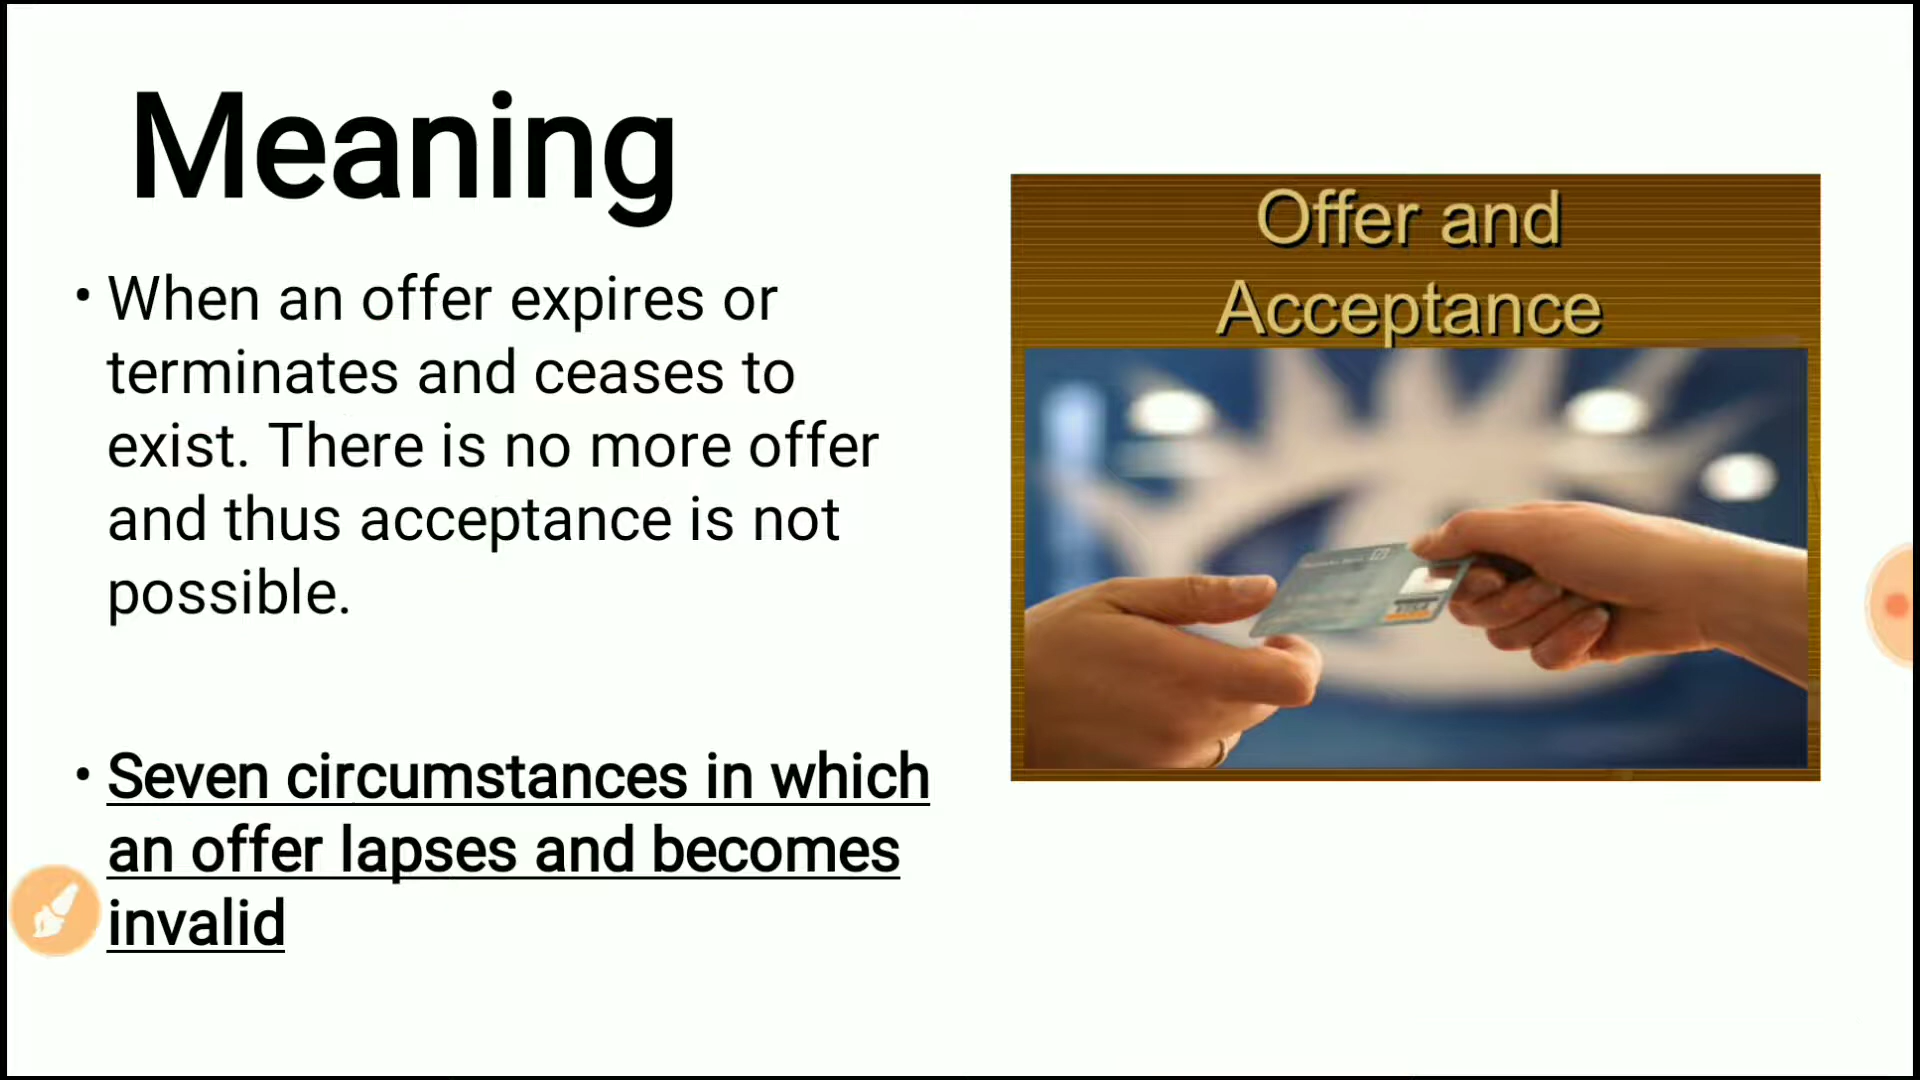 Meaning
• When an offer expires or
terminates and ceases to
exist. There is no more offer
and thus acceptance is not
possible.
• Seven circumstances in which
an offer lapses and becomes
invalid
Offer and
Acceptance
VISA